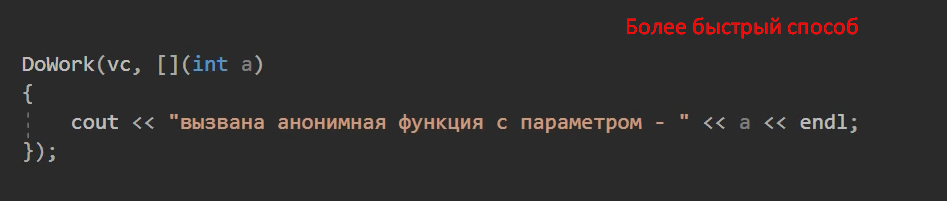 Более быстрый способ
DoWork(vc, [](int a)
{
cout << "вызвана анонимная функция с параметром - " << a << endl;
});